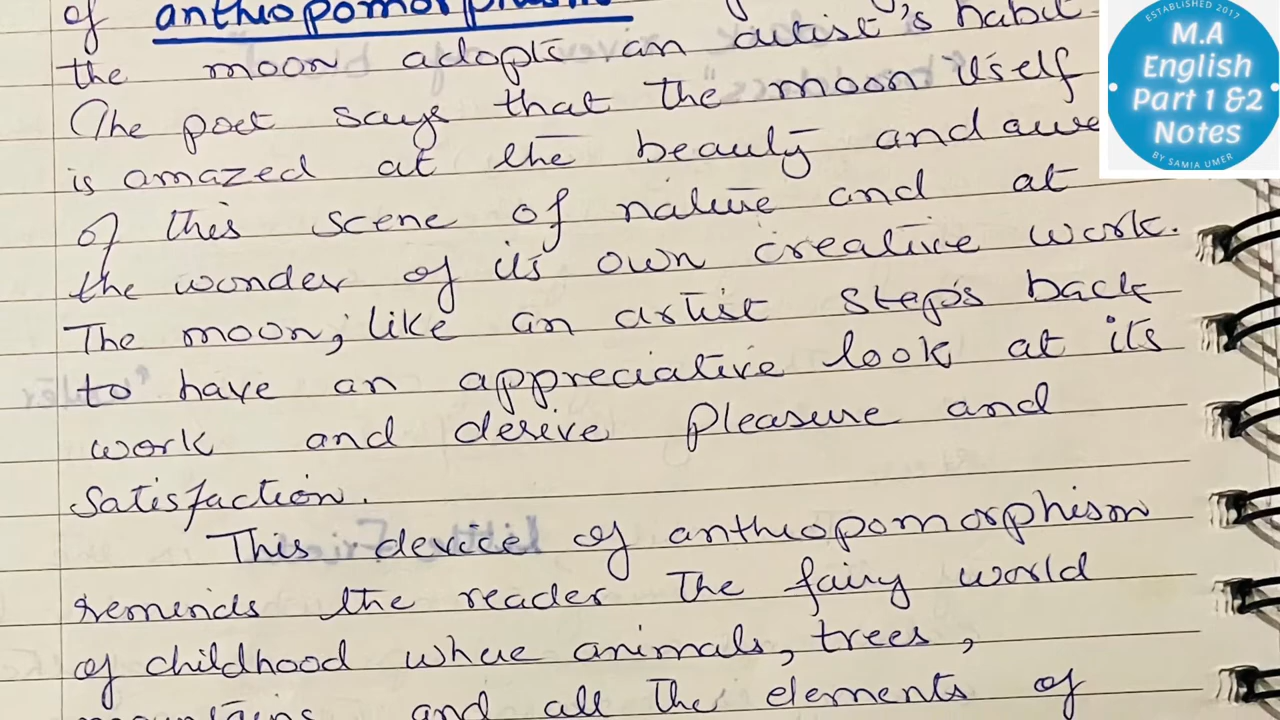 of anthropomorphism
the moon adopts an artist's habit.
The poet says that the moon itself
is amazed at the beauty and awe
of this scene of nature and at
the wonder of its own creative work.
The moon, like an artist steps back
to have an appreciative look at its
work and derive pleasure and
satisfaction.
This device of anthropomorphism
reminds the reader the fairy world
of childhood where animals, trees,
mountains and all the elements of
ESTABLISHED 2017
M.A
English
Part 1 &2
Notes
BY SAMIA UMER